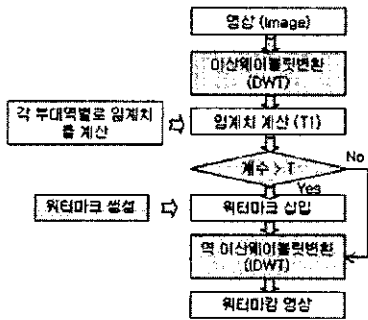 영상 (Image)
이산웨이블릿변환
(DWT)
각 부대역별로 임계치
를 계산
임계치 계산 (T1)
계수 > T
No
Yes
워터마크 생성
워터마크 삽입
역 이산웨이블릿변환
(IDWT)
워터마킹 영상